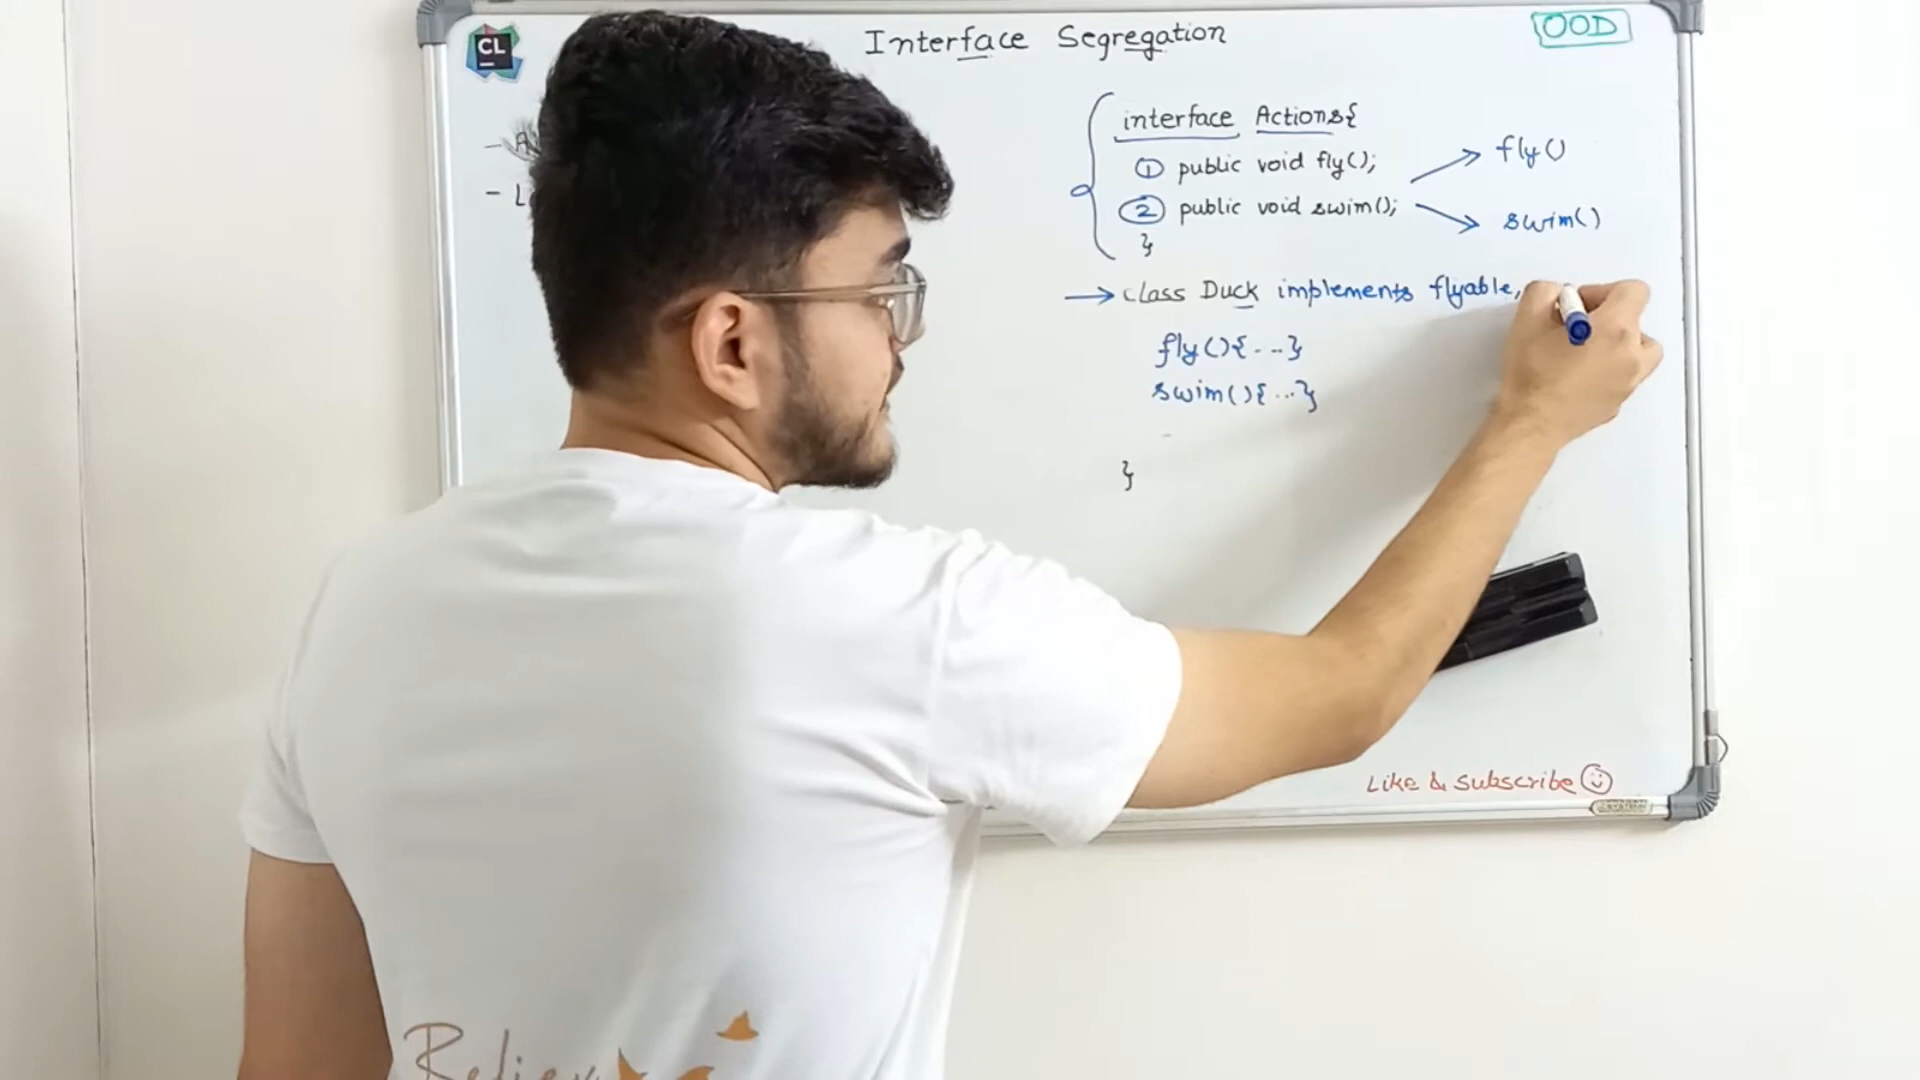 CL
Interface Segregation
OOD
interface Actions{
① public void fly();
② public void swim();
}
fly()
swim()
→ class Duck implements flyable,
fly(){...}
swim(){...}
}
Like & Subscribe